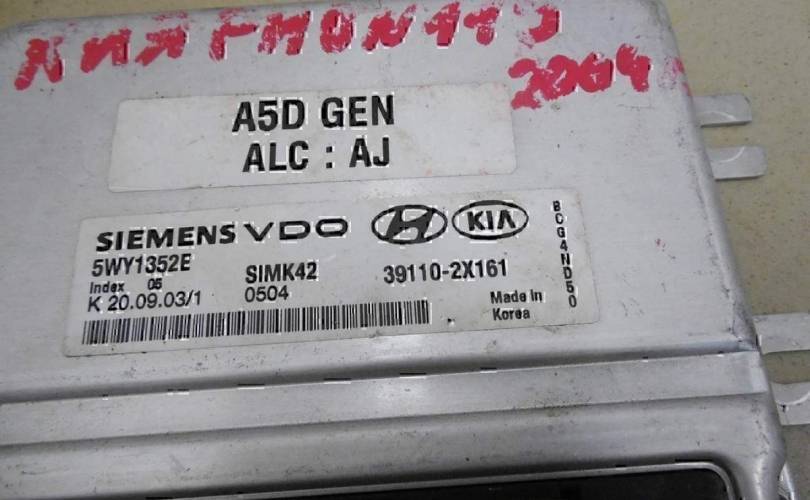 2004
A5D GEN
ALC : AJ
SIEMENS VDO
KIA
5WY1352E
SIMK42
39110-2X161
Index 05
K 20.09.03/1
0504
Made In
Korea
BCG4ND50